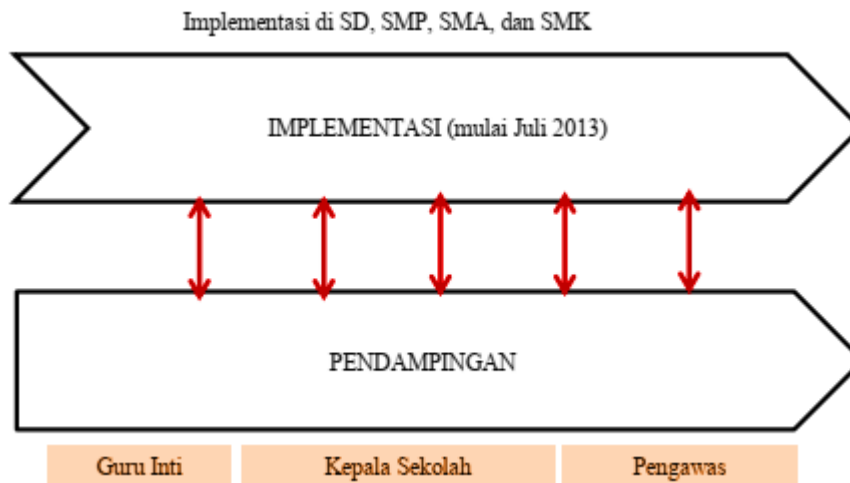 Implementasi di SD, SMP, SMA, dan SMK
IMPLEMENTASI (mulai Juli 2013)
PENDAMPINGAN
Guru Inti
Kepala Sekolah
Pengawas